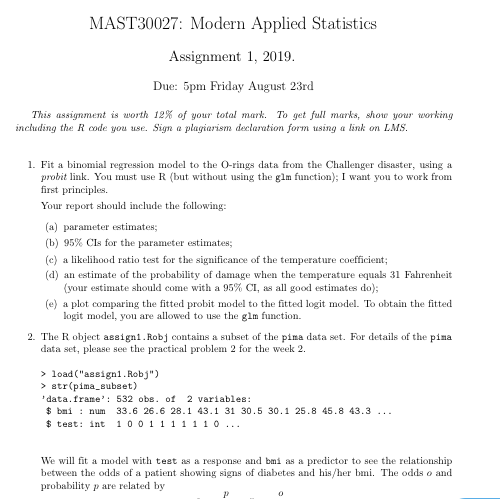 MAST30027: Modern Applied Statistics
Assignment 1, 2019.
Due: 5pm Friday August 23rd
This assignment is worth 12% of your total mark. To get full marks, show your working
including the R code you use. Sign a plagiarism declaration form using a link on LMS.
1. Fit a binomial regression model to the O-rings data from the Challenger disaster, using a
probit link. You must use R (but without using the glm function); I want you to work from
first principles.
Your report should include the following:
(a) parameter estimates;
(b) 95% CIs for the parameter estimates;
(c) a likelihood ratio test for the significance of the temperature coefficient;
(d) an estimate of the probability of damage when the temperature equals 31 Fahrenheit
(your estimate should come with a 95% CI, as all good estimates do);
(e) a plot comparing the fitted probit model to the fitted logit model. To obtain the fitted
logit model, you are allowed to use the glm function.
2. The R object assign1.Robj contains a subset of the pima data set. For details of the pima
data set, please see the practical problem 2 for the week 2.
> load("assign1.Robj")
> str(pima_subset)
'data.frame': 532 obs. of 2 variables:
$ bmi : num 33.6 26.6 28.1 43.1 31 30.5 30.1 25.8 45.8 43.3 ...
$ test: int 1 0 0 1 1 1 1 1 1 0 ...
We will fit a model with test as a response and bmi as a predictor to see the relationship
between the odds of a patient showing signs of diabetes and his/her bmi. The odds o and
probability p are related by
p o